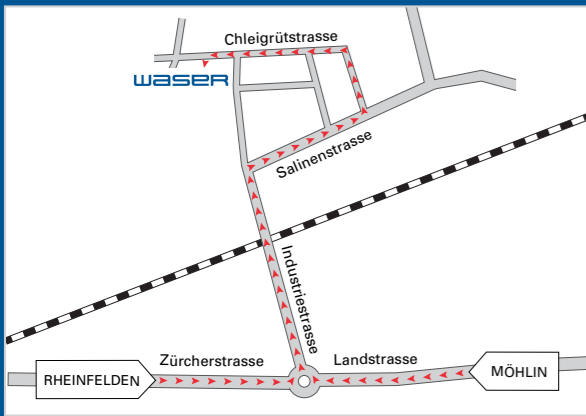 Chleigrütstrasse
waser
Salinenstrasse
Industriestrasse
Zürcherstrasse
Landstrasse
RHEINFELDEN
MÖHLIN